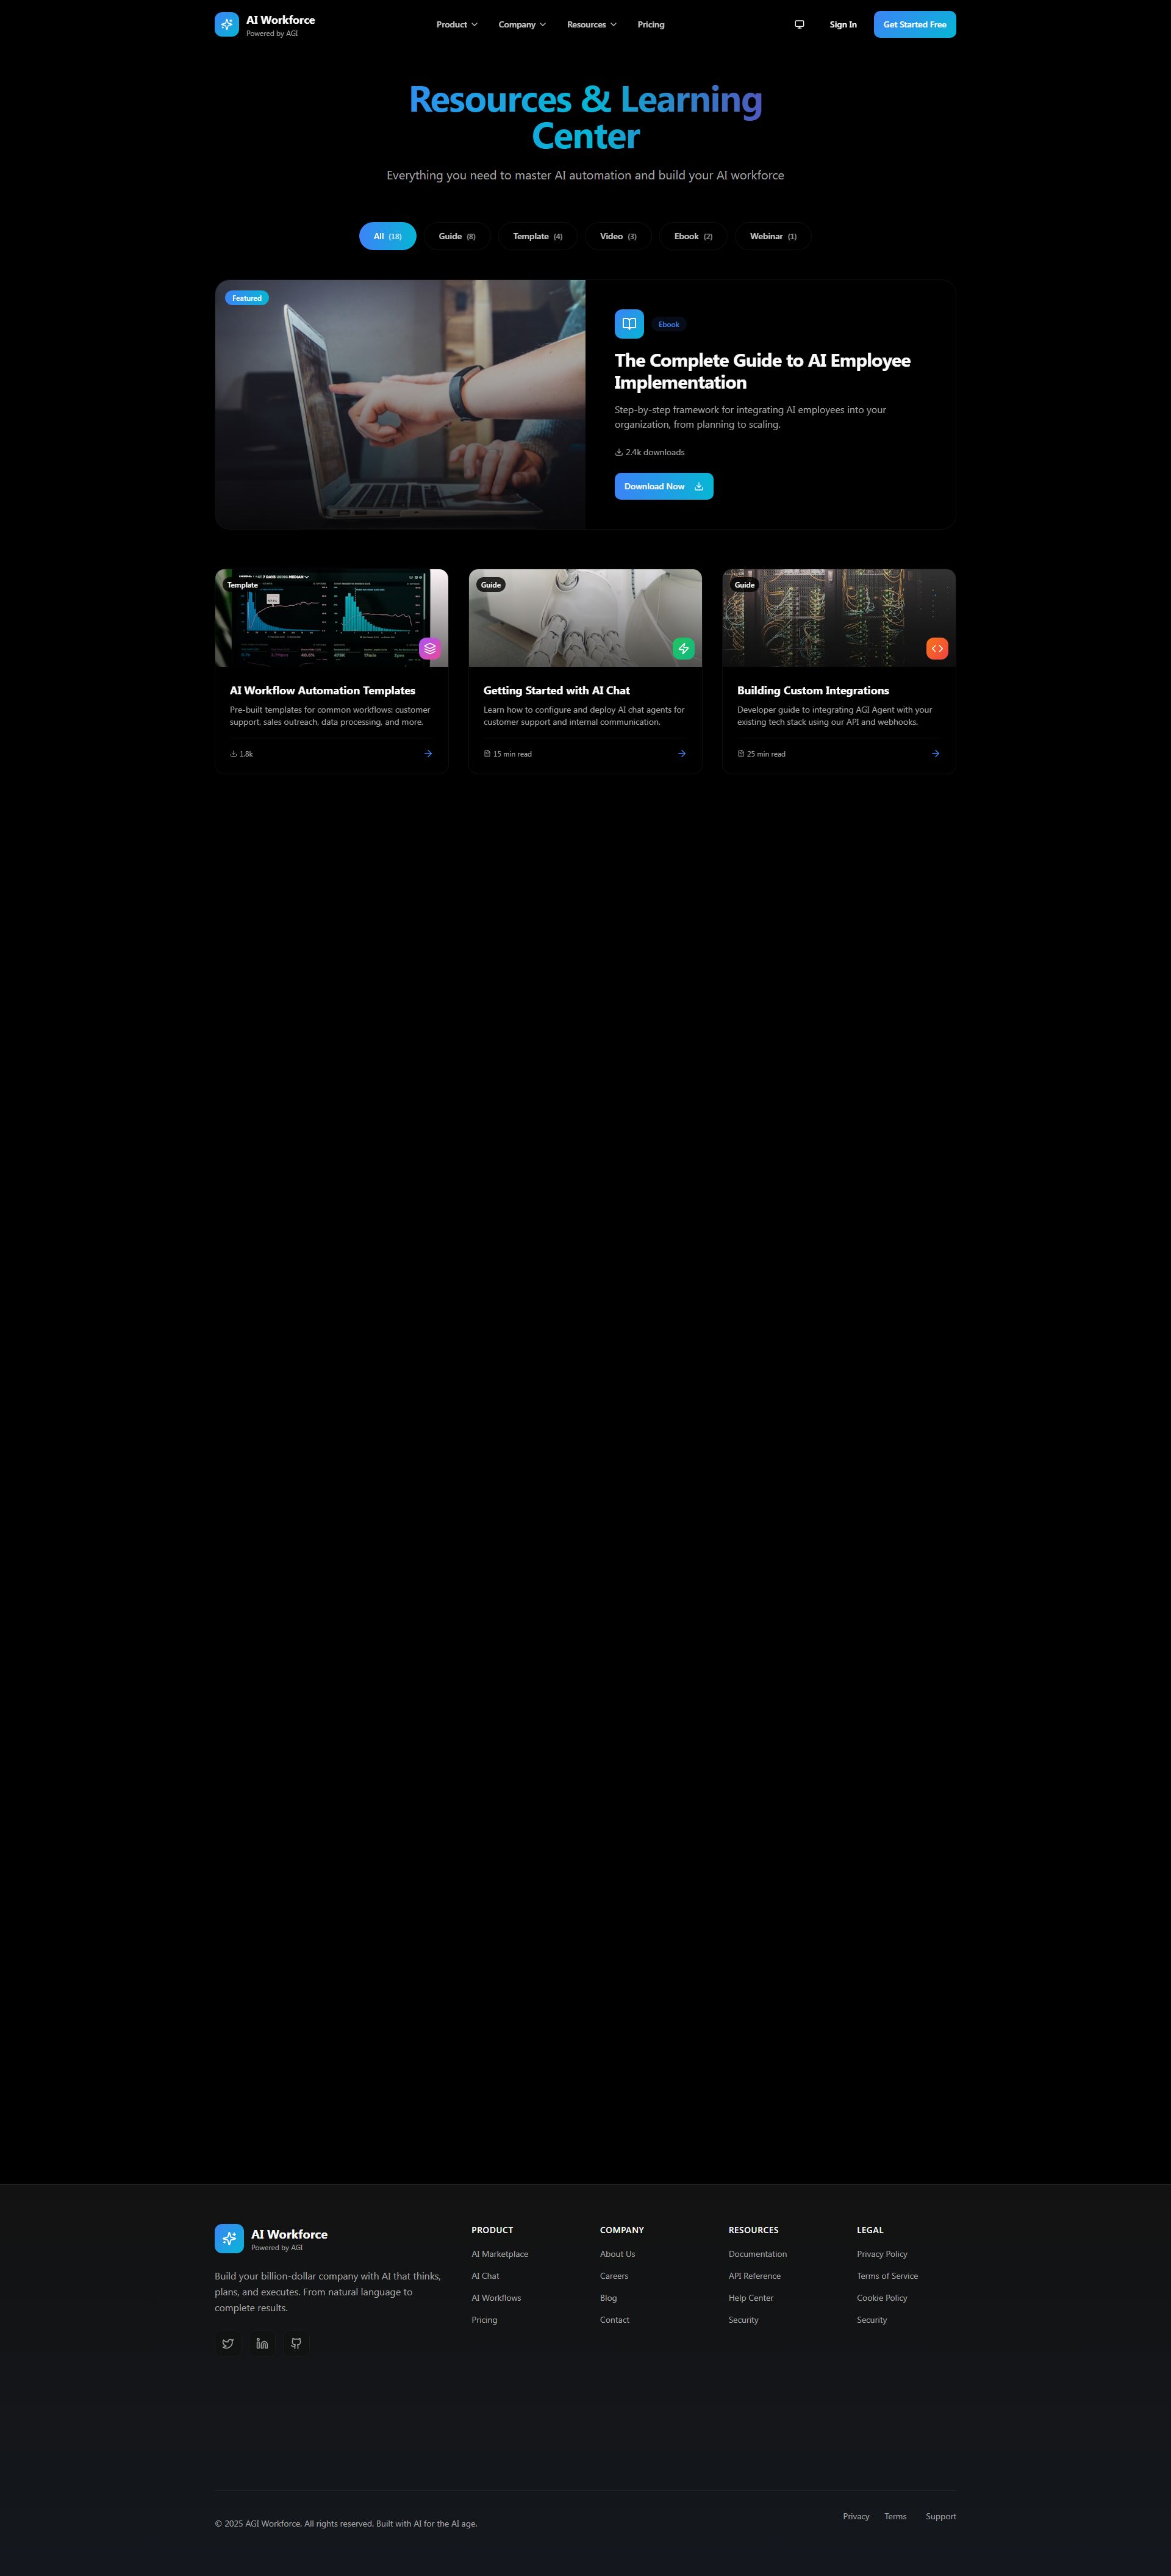 AI Workforce
Powered by AGI
Product
Company
Resources
Pricing
Sign In
Get Started Free
Resources & Learning
Center
Everything you need to master AI automation and build your AI workforce
All (18)
Guide (8)
Template (4)
Video (3)
Ebook (2)
Webinar (1)
Featured
Ebook
The Complete Guide to AI Employee
Implementation
Step-by-step framework for integrating AI employees into your
organization, from planning to scaling.
2.4k downloads
Download Now
Template
AI Workflow Automation Templates
Pre-built templates for common workflows: customer
support, sales outreach, data processing, and more.
1.8k
Guide
Getting Started with AI Chat
Learn how to configure and deploy AI chat agents for
customer support and internal communication.
15 min read
Guide
Building Custom Integrations
Developer guide to integrating AGI Agent with your
existing tech stack using our API and webhooks.
25 min read
AI Workforce
Powered by AGI
Build your billion-dollar company with AI that thinks,
plans, and executes. From natural language to
complete results.
PRODUCT
AI Marketplace
AI Chat
AI Workflows
Pricing
COMPANY
About Us
Careers
Blog
Contact
RESOURCES
Documentation
API Reference
Help Center
Security
LEGAL
Privacy Policy
Terms of Service
Cookie Policy
Security
© 2025 AGI Workforce. All rights reserved. Built with AI for the AI age.
Privacy
Terms
Support